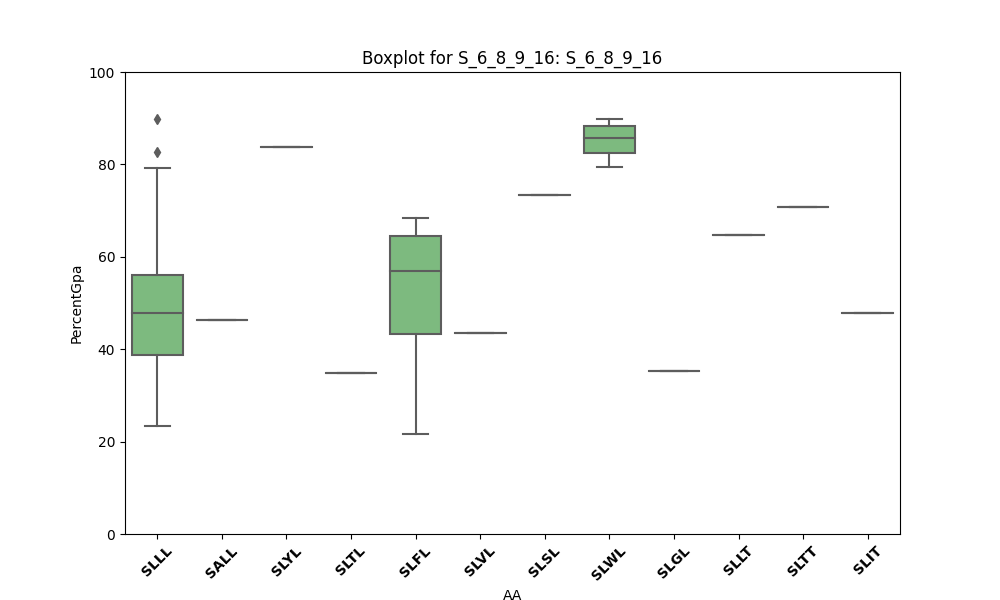 Boxplot for S_6_8_9_16: S_6_8_9_16
PercentGpa
100
80
60
40
20
0
SLLL SALL SLYL SLTL SLFL SLVL SLSL SLWL SLGL SLLT SLTT SLIT
AA